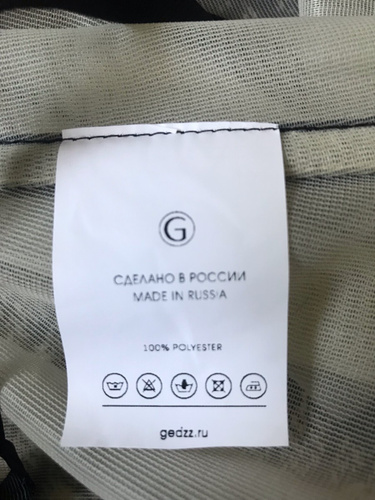 G
СДЕЛАНО В РОССИИ
MADE IN RUSSIA
100% POLYESTER
gedzz.ru